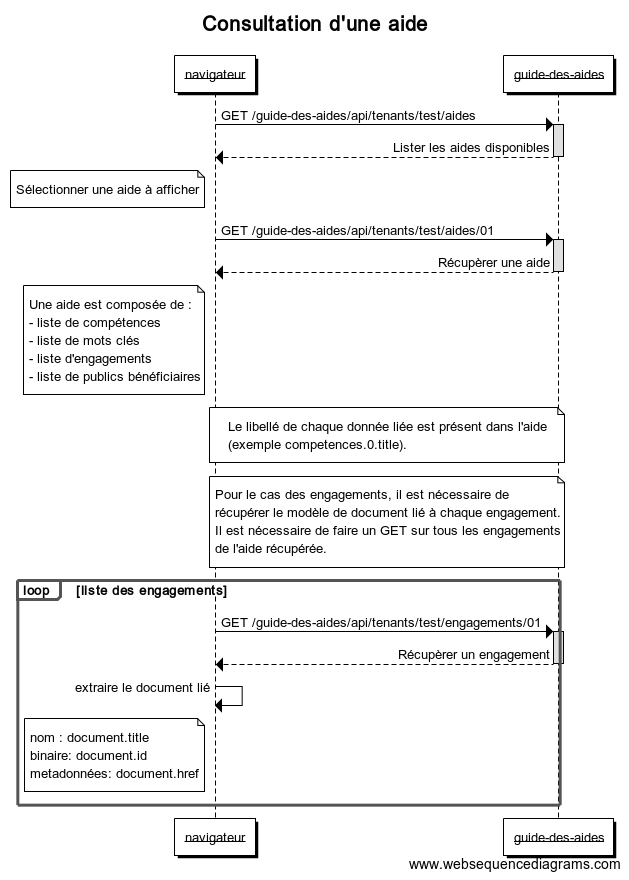 Consultation d'une aide
navigateur
guide-des-aides
GET /guide-des-aides/api/tenants/test/aides
Lister les aides disponibles
Sélectionner une aide à afficher
GET /guide-des-aides/api/tenants/test/aides/01
Récupèrer une aide
Une aide est composée de :
- liste de compétences
- liste de mots clés
- liste d'engagements
- liste de publics bénéficiaires
Le libellé de chaque donnée liée est présent dans l'aide
(exemple competences.0.title).
Pour le cas des engagements, il est nécessaire de
récupérer le modèle de document lié à chaque engagement.
Il est nécessaire de faire un GET sur tous les engagements
de l'aide récupérée.
loop [liste des engagements]
GET /guide-des-aides/api/tenants/test/engagements/01
Récupèrer un engagement
extraire le document lié
nom : document.title
binaire: document.id
metadonnées: document.href
navigateur
guide-des-aides
www.websequencediagrams.com